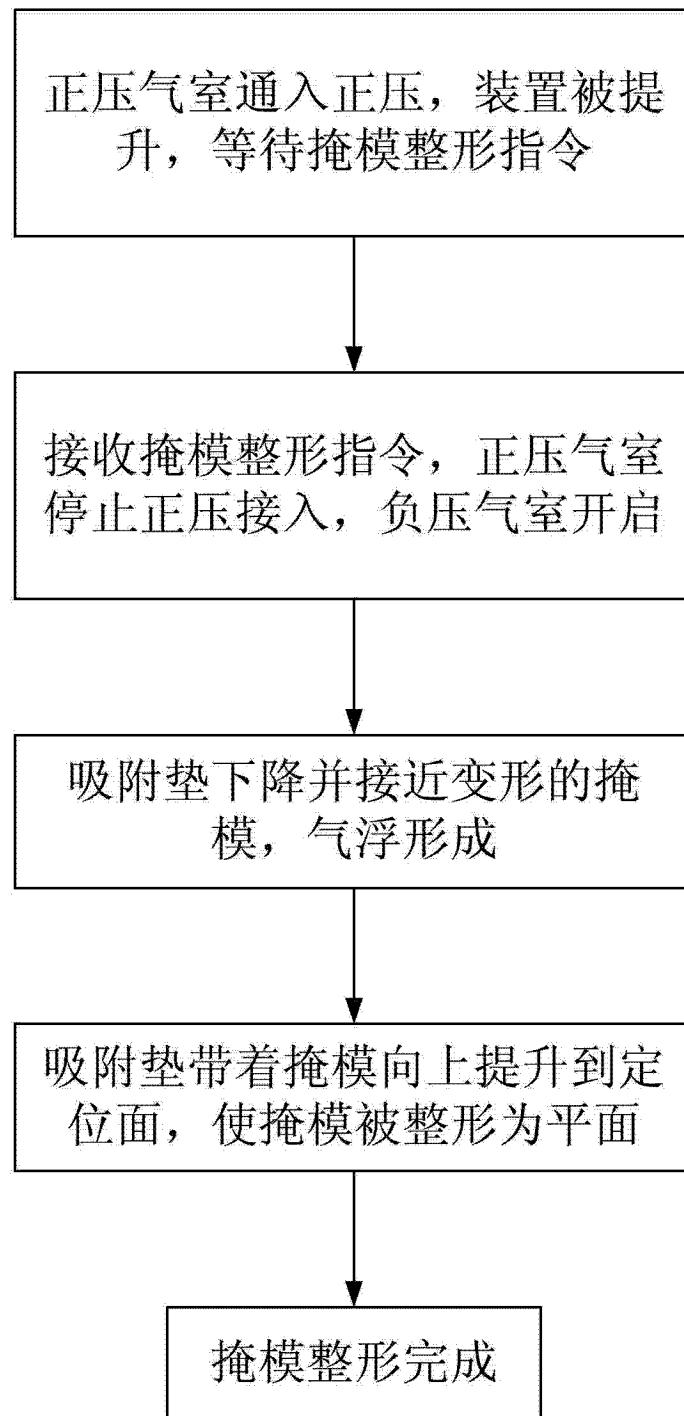 正压气室通入正压，装置被提
升，等待掩模整形指令
接收掩模整形指令，正压气室
停止正压接入，负压气室开启
吸附垫下降并接近变形的掩
模，气浮形成
吸附垫带着掩模向上提升到定
位面，使掩模被整形为平面
掩模整形完成